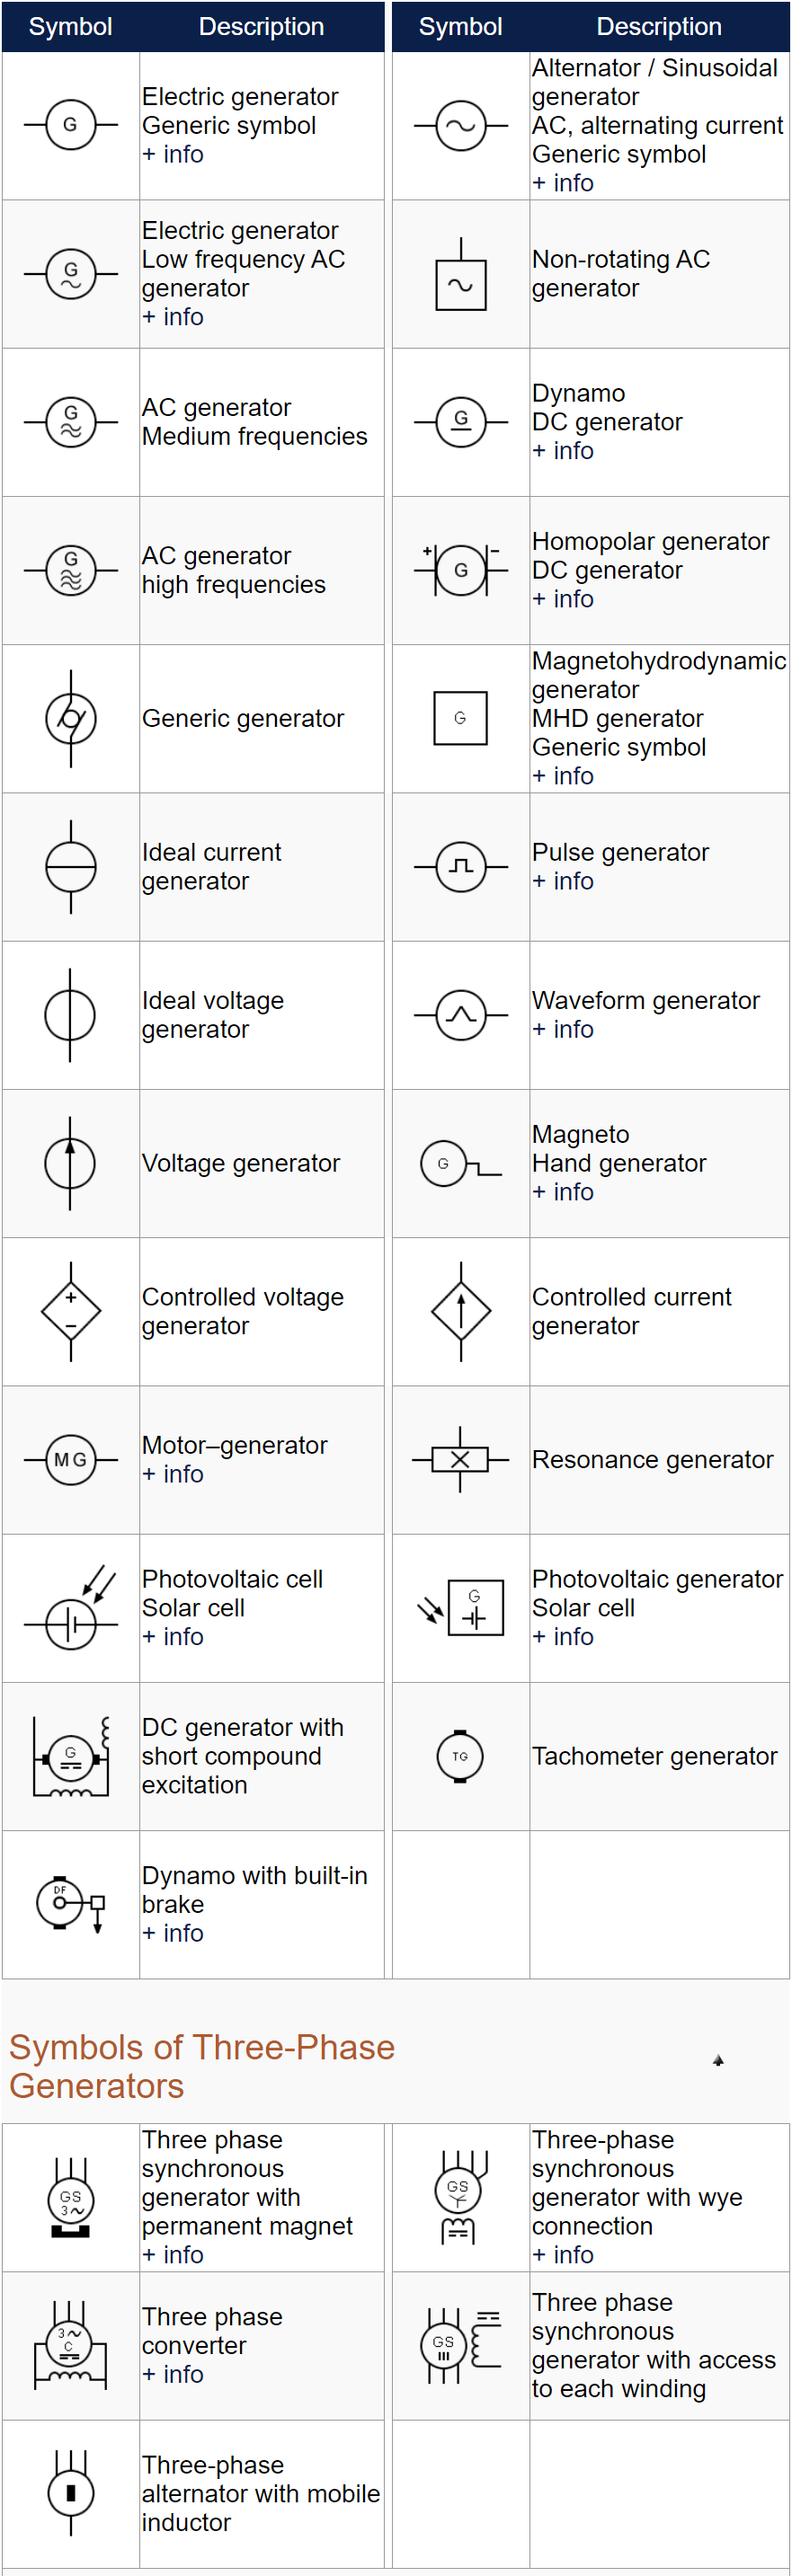 Symbol Description Symbol Description
G
Electric generator
Generic symbol
+ info
Alternator / Sinusoidal
generator
AC, alternating current
Generic symbol
+ info
G
Electric generator
Low frequency AC
generator
+ info
Non-rotating AC
generator
G
AC generator
Medium frequencies
G
Dynamo
DC generator
+ info
G
AC generator
high frequencies
+ G −
Homopolar generator
DC generator
+ info
Generic generator
G
Magnetohydrodynamic
generator
MHD generator
Generic symbol
+ info
Ideal current
generator
Pulse generator
+ info
Ideal voltage
generator
Waveform generator
+ info
Voltage generator
G
Magneto
Hand generator
+ info
+
−
Controlled voltage
generator
Controlled current
generator
M G
Motor–generator
+ info
Resonance generator
Photovoltaic cell
Solar cell
+ info
G
Photovoltaic generator
Solar cell
+ info
G
DC generator with
short compound
excitation
TG
Tachometer generator
DF
Dynamo with built-in
brake
+ info
Symbols of Three-Phase
Generators
GS
3~
Three phase
synchronous
generator with
permanent magnet
+ info
GS
Three-phase
synchronous
generator with wye
connection
+ info
3~
C
Three phase
converter
+ info
GS
Three phase
synchronous
generator with access
to each winding
Three-phase
alternator with mobile
inductor